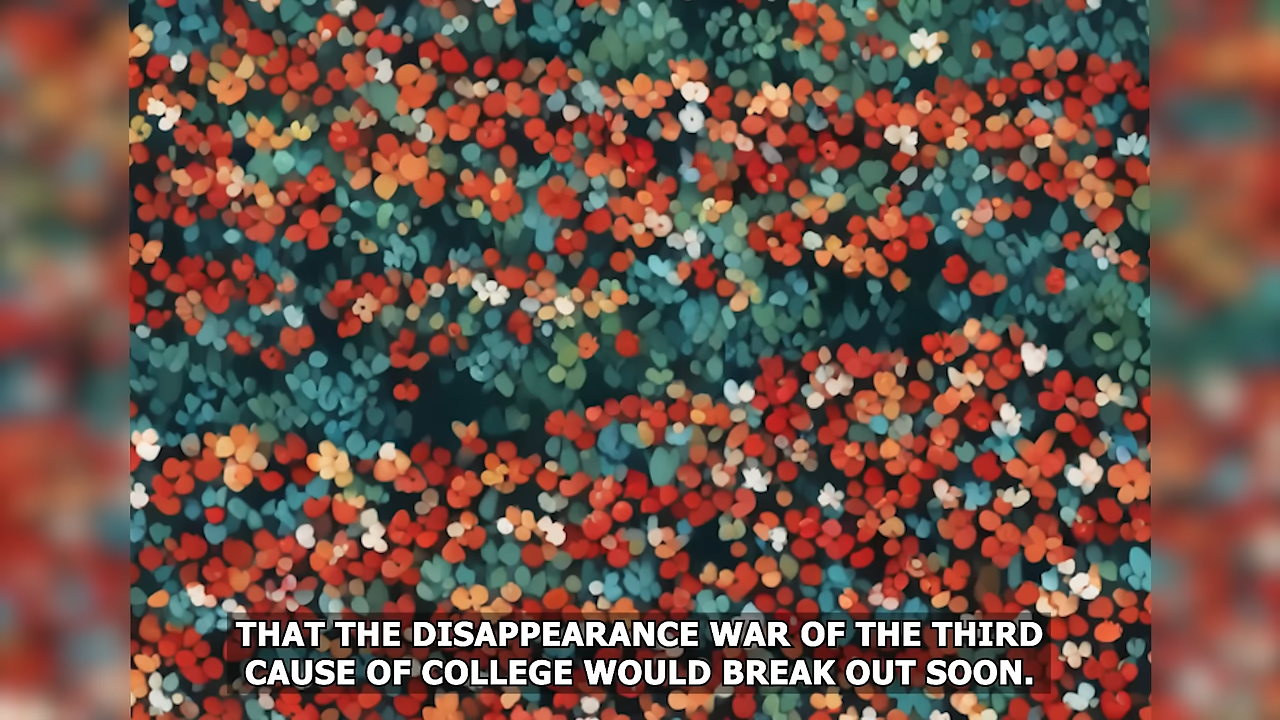 THAT THE DISAPPEARANCE WAR OF THE THIRD
CAUSE OF COLLEGE WOULD BREAK OUT SOON.